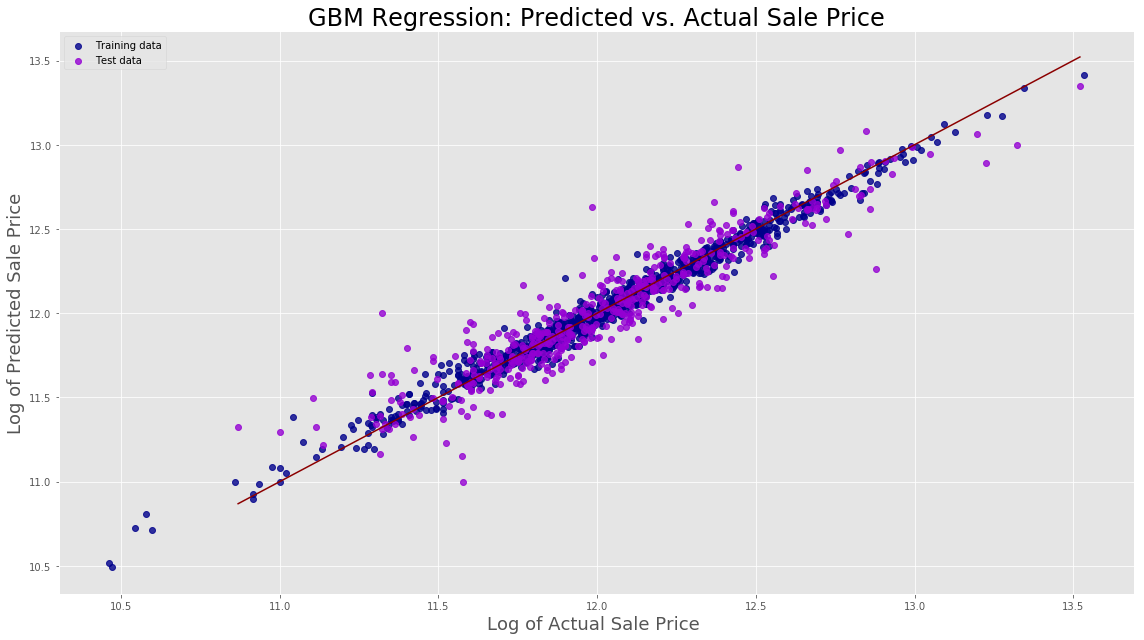 GBM Regression: Predicted vs. Actual Sale Price
Training data
Test data
Log of Predicted Sale Price
13.5
13.0
12.5
12.0
11.5
11.0
10.5
10.5
11.0
11.5
12.0
12.5
13.0
13.5
Log of Actual Sale Price